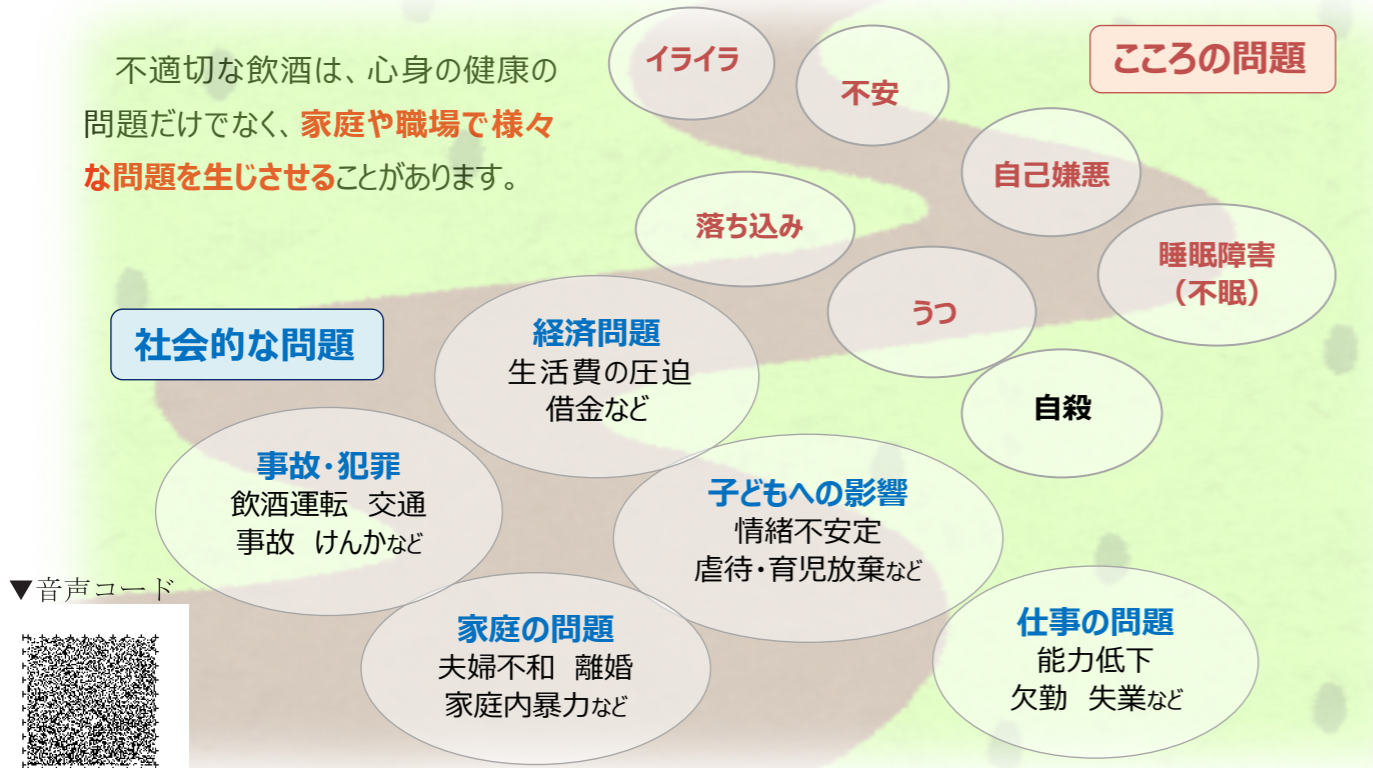 不適切な飲酒は、心身の健康の
問題だけでなく、家庭や職場で様々
な問題を生じさせることがあります。
こころの問題
イライラ
不安
自己嫌悪
落ち込み
睡眠障害
（不眠）
うつ
自殺
社会的な問題
経済問題
生活費の圧迫
借金など
事故・犯罪
飲酒運転 交通
事故 けんかなど
子どもへの影響
情緒不安定
虐待・育児放棄など
家庭の問題
夫婦不和 離婚
家庭内暴力など
仕事の問題
能力低下
欠勤 失業など
▼音声コード